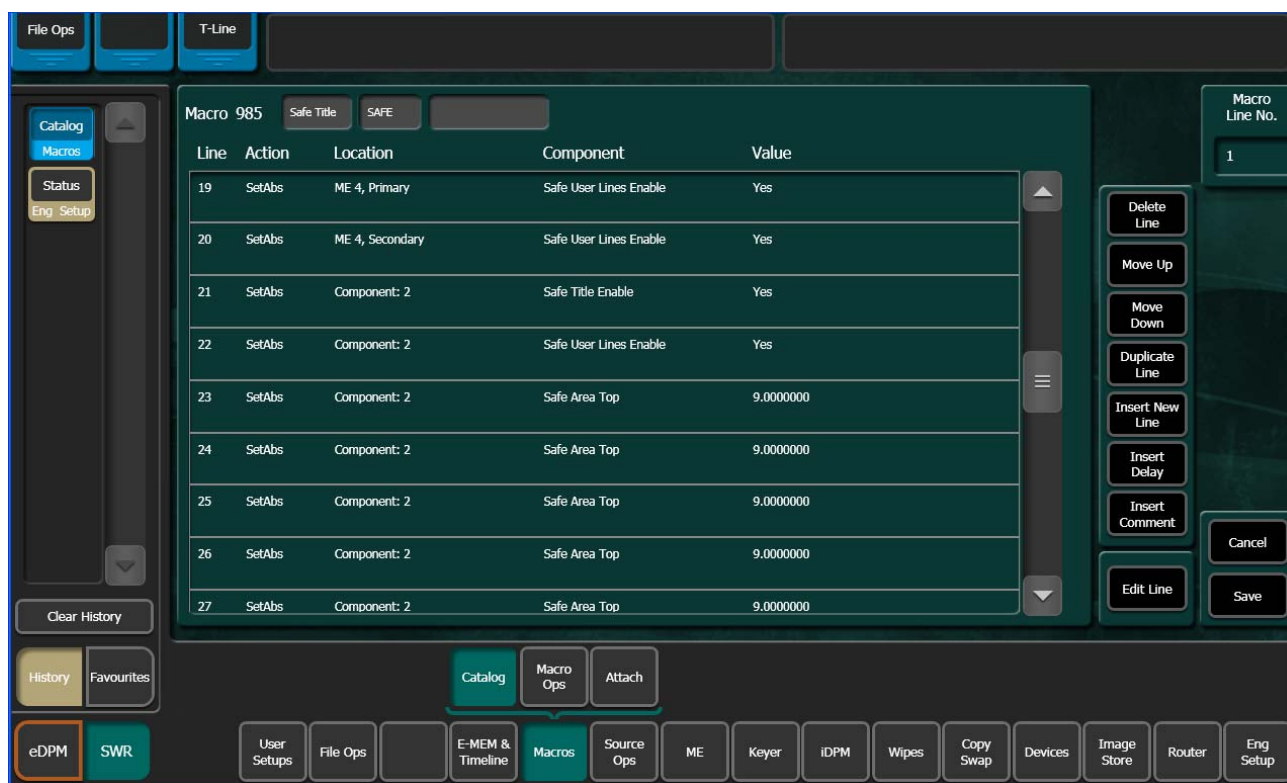 File Ops
T-Line
Catalog
Macros
Status
Eng Setup
Clear History
History
Favourites
eDPM
SWR
Macro 985 Safe Title SAFE
Line Action Location Component Value
19 SetAbs ME 4, Primary Safe User Lines Enable Yes
20 SetAbs ME 4, Secondary Safe User Lines Enable Yes
21 SetAbs Component: 2 Safe Title Enable Yes
22 SetAbs Component: 2 Safe User Lines Enable Yes
23 SetAbs Component: 2 Safe Area Top 9.0000000
24 SetAbs Component: 2 Safe Area Top 9.0000000
25 SetAbs Component: 2 Safe Area Top 9.0000000
26 SetAbs Component: 2 Safe Area Top 9.0000000
27 SetAbs Component: 2 Safe Area Top 9.0000000
Macro
Line No.
1
Delete
Line
Move Up
Move
Down
Duplicate
Line
Insert New
Line
Insert
Delay
Insert
Comment
Edit Line
Cancel
Save
Catalog
Macro
Ops
Attach
User
Setups
File Ops
E-MEM &
Timeline
Macros
Source
Ops
ME
Keyer
iDPM
Wipes
Copy
Swap
Devices
Image
Store
Router
Eng
Setup